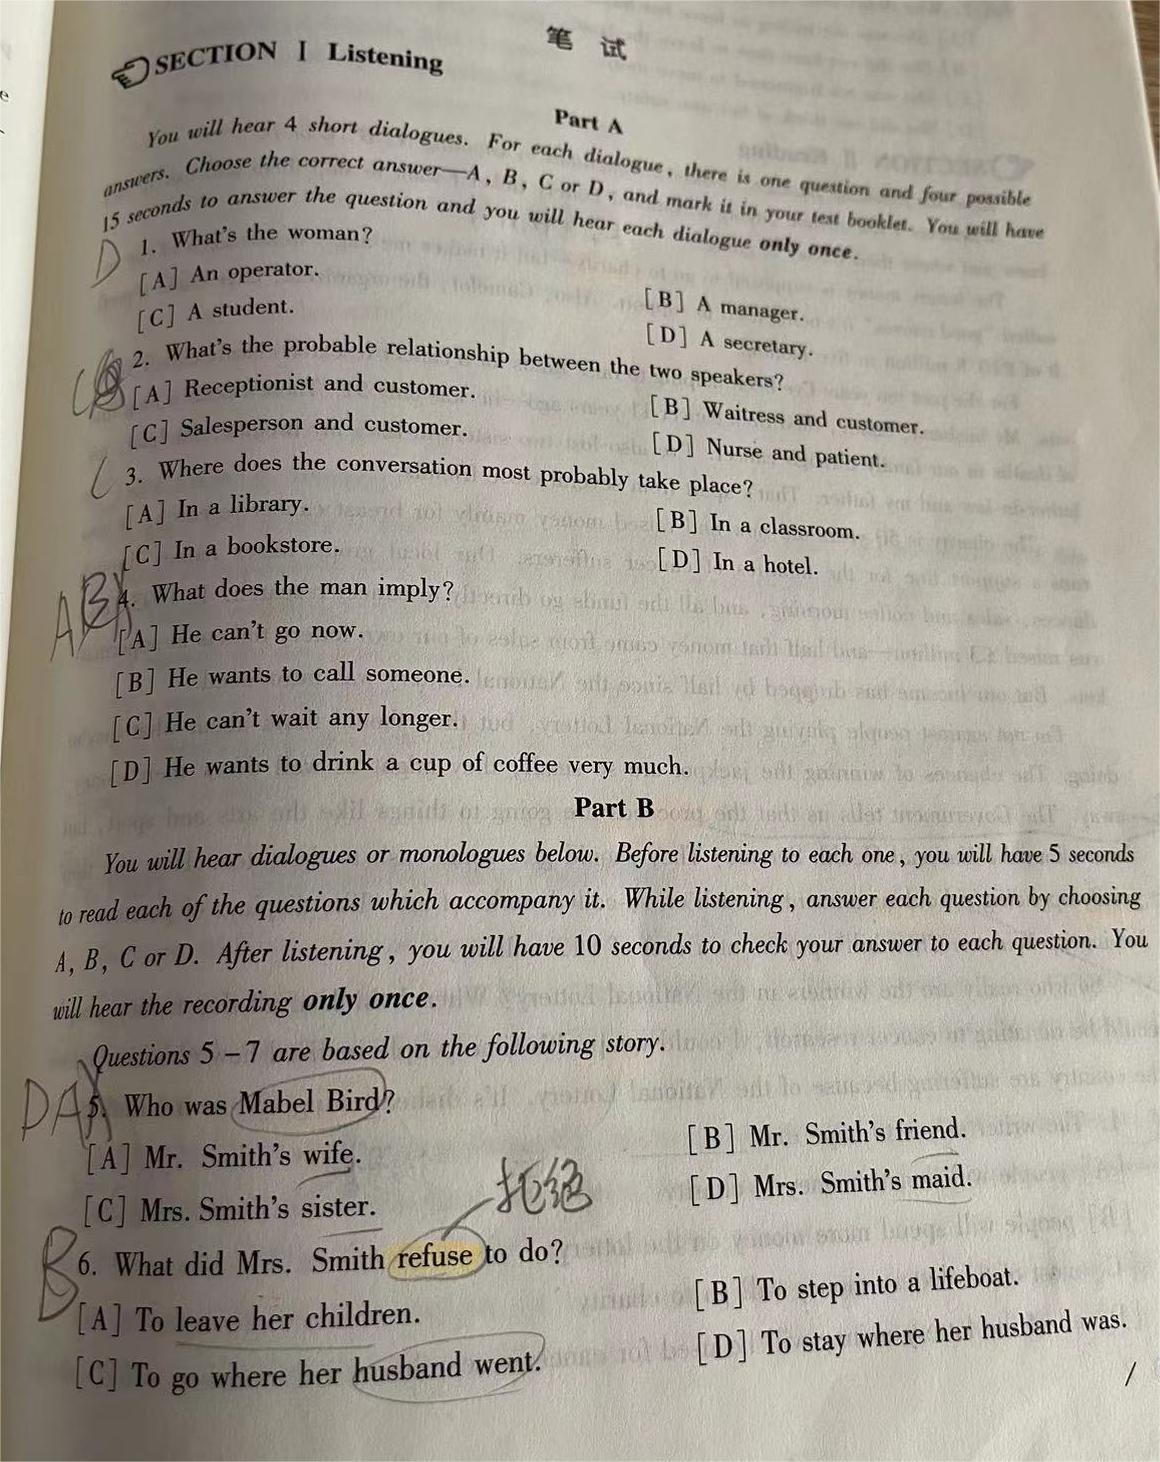 笔 试
SECTION Ⅰ Listening
Part A
You will hear 4 short dialogues. For each dialogue, there is one question and four possible
answers. Choose the correct answer—A, B, C or D, and mark it in your test booklet. You will have
15 seconds to answer the question and you will hear each dialogue only once.
D 1. What's the woman?
[A] An operator.
[B] A manager.
[C] A student.
[D] A secretary.
2. What's the probable relationship between the two speakers?
[A] Receptionist and customer.
[B] Waitress and customer.
[C] Salesperson and customer.
[D] Nurse and patient.
C 3. Where does the conversation most probably take place?
[A] In a library.
[B] In a classroom.
[C] In a bookstore.
[D] In a hotel.
A B 4. What does the man imply?
[A] He can't go now.
[B] He wants to call someone.
[C] He can't wait any longer.
[D] He wants to drink a cup of coffee very much.
Part B
You will hear dialogues or monologues below. Before listening to each one, you will have 5 seconds
to read each of the questions which accompany it. While listening, answer each question by choosing
A, B, C or D. After listening, you will have 10 seconds to check your answer to each question. You
will hear the recording only once.
Questions 5 – 7 are based on the following story.
DA 5. Who was Mabel Bird?
[A] Mr. Smith's wife.
[B] Mr. Smith's friend.
[C] Mrs. Smith's sister.
[D] Mrs. Smith's maid.
拒绝
B 6. What did Mrs. Smith refuse to do?
[A] To leave her children.
[B] To step into a lifeboat.
[C] To go where her husband went.
[D] To stay where her husband was.